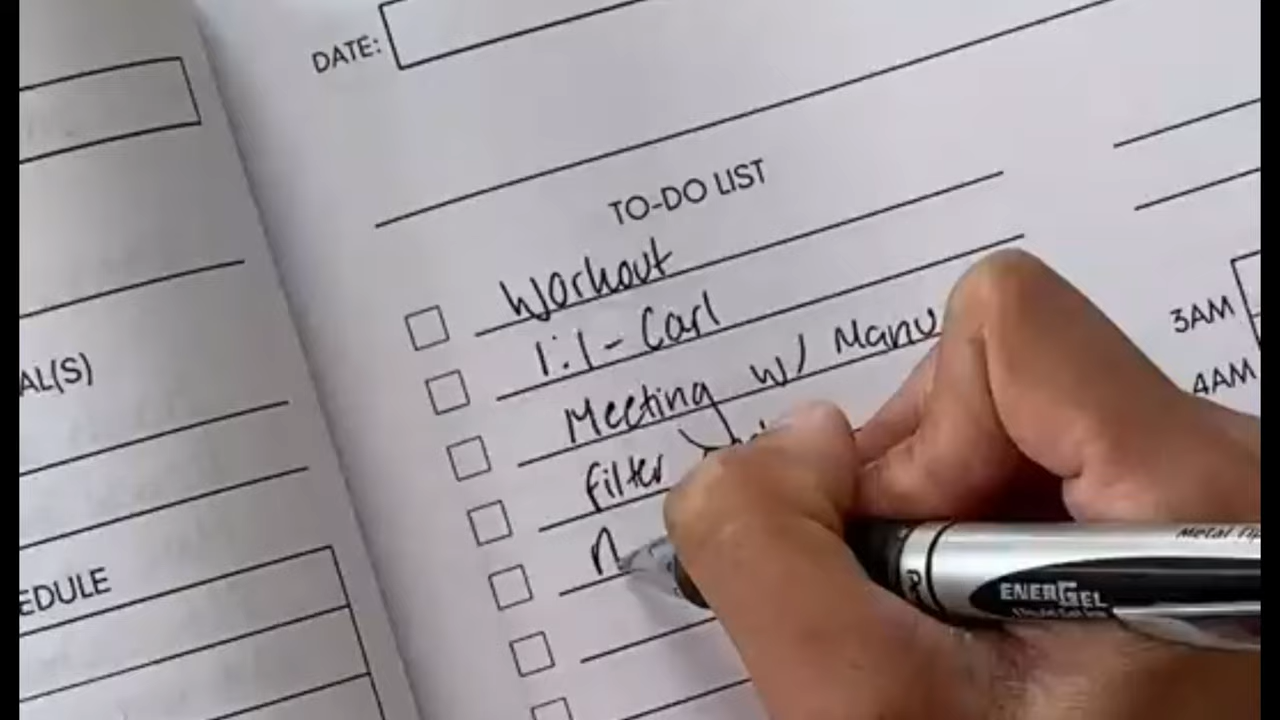 DATE:
TO-DO LIST
Workout
1:1 - Carl
Meeting w/ Manu
filter
3AM
4AM
AL(S)
EDULE
Metal Tip
ENERGEL